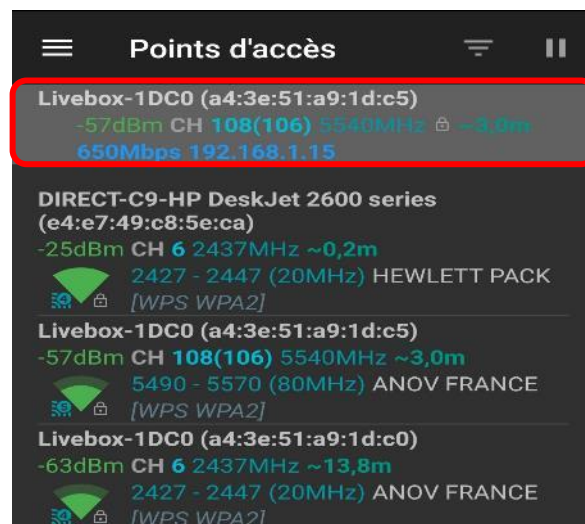 Points d'accès
Livebox-1DC0 (a4:3e:51:a9:1d:c5)
-57dBm CH 108(106) 5540MHz ~3,0m
650Mbps 192.168.1.15
DIRECT-C9-HP DeskJet 2600 series
(e4:e7:49:c8:5e:ca)
-25dBm CH 6 2437MHz ~0,2m
2427 - 2447 (20MHz) HEWLETT PACK
[WPS WPA2]
Livebox-1DC0 (a4:3e:51:a9:1d:c5)
-57dBm CH 108(106) 5540MHz ~3,0m
5490 - 5570 (80MHz) ANOV FRANCE
[WPS WPA2]
Livebox-1DC0 (a4:3e:51:a9:1d:c0)
-63dBm CH 6 2437MHz ~13,8m
2427 - 2447 (20MHz) ANOV FRANCE
[WPS WPA2]